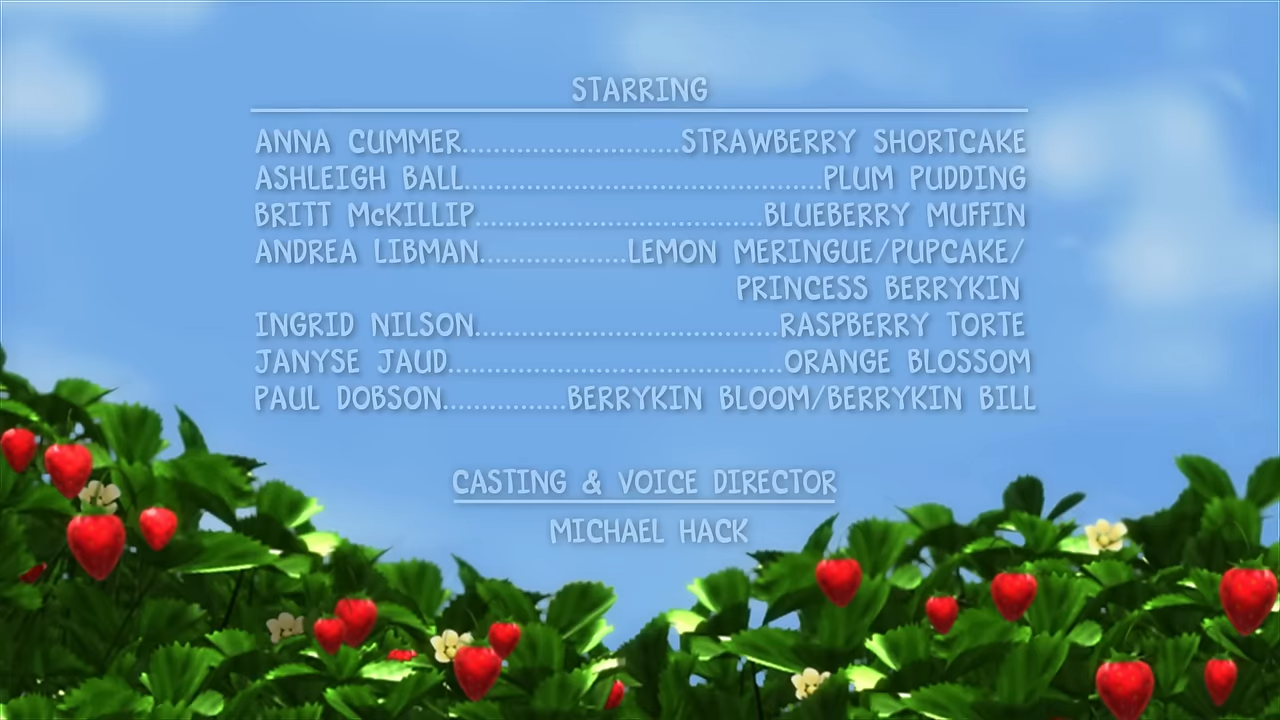 STARRING
ANNA CUMMER...........................STRAWBERRY SHORTCAKE
ASHLEIGH BALL............................................PLUM PUDDING
BRITT McKILLIP....................................BLUEBERRY MUFFIN
ANDREA LIBMAN..................LEMON MERINGUE/PUPCAKE/
PRINCESS BERRYKIN
INGRID NILSON......................................RASPBERRY TORTE
JANYSE JAUD..........................................ORANGE BLOSSOM
PAUL DOBSON...............BERRYKIN BLOOM/BERRYKIN BILL
CASTING & VOICE DIRECTOR
MICHAEL HACK